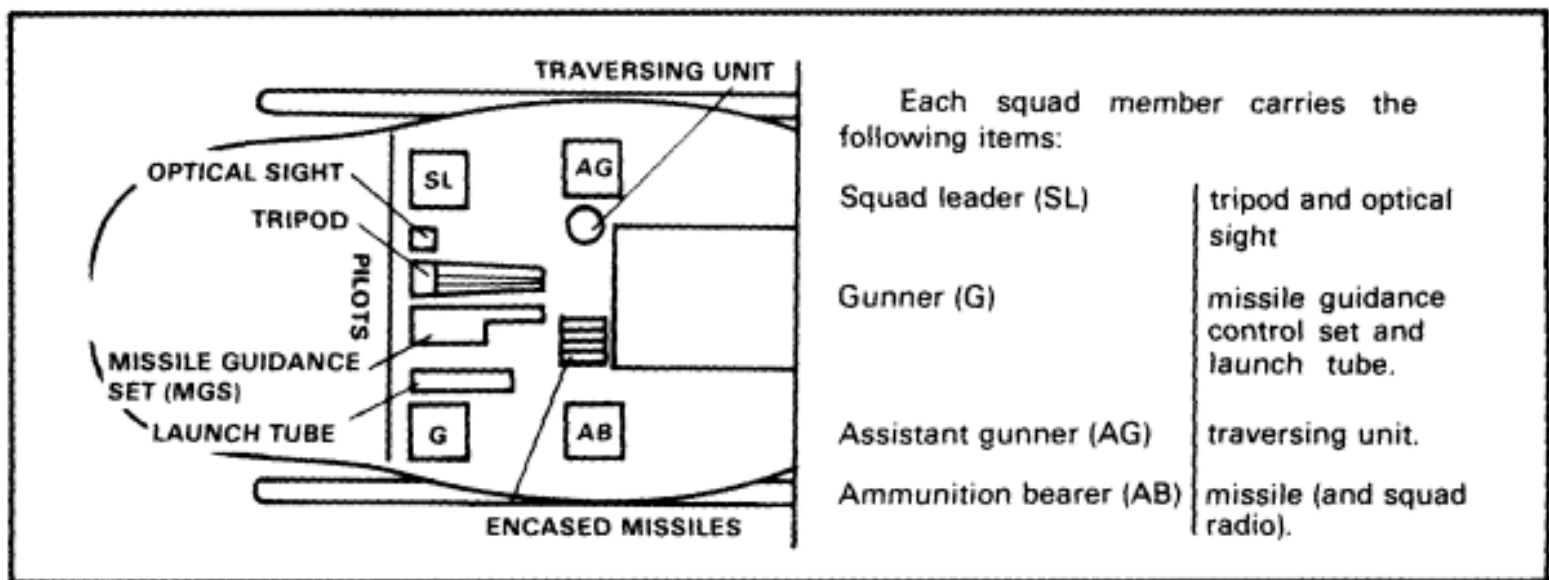 TRAVERSING UNIT
OPTICAL SIGHT
SL
AG
TRIPOD
PILOTS
MISSILE GUIDANCE
SET (MGS)
LAUNCH TUBE
G
AB
ENCASED MISSILES
Each squad member carries the
following items:
Squad leader (SL)
tripod and optical
sight
Gunner (G)
missile guidance
control set and
launch tube.
Assistant gunner (AG)
traversing unit.
Ammunition bearer (AB)
missile (and squad
radio).